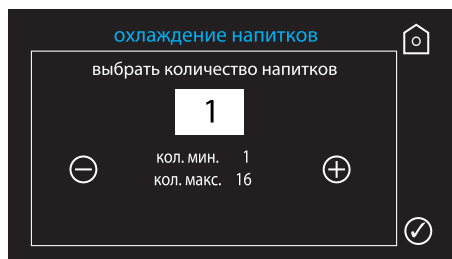 охлаждение напитков
выбрать количество напитков
1
кол. мин. 1
кол. макс. 16